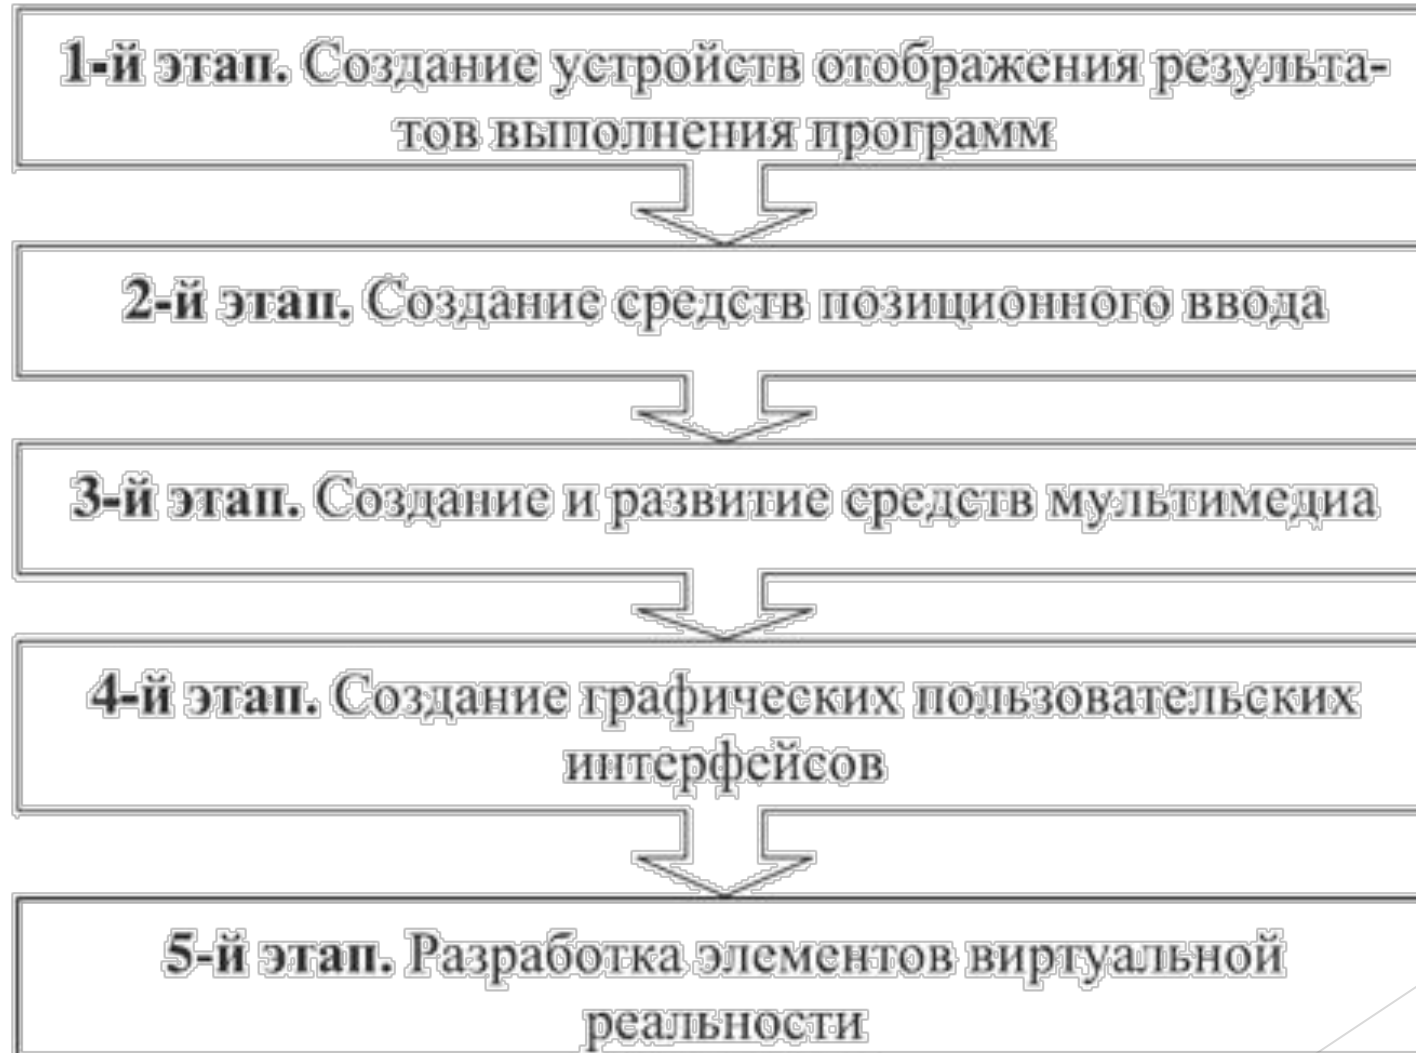 1-й этап. Создание устройств отображения результа-
тов выполнения программ
2-й этап. Создание средств позиционного ввода
3-й этап. Создание и развитие средств мультимедиа
4-й этап. Создание графических пользовательских
интерфейсов
5-й этап. Разработка элементов виртуальной
реальности